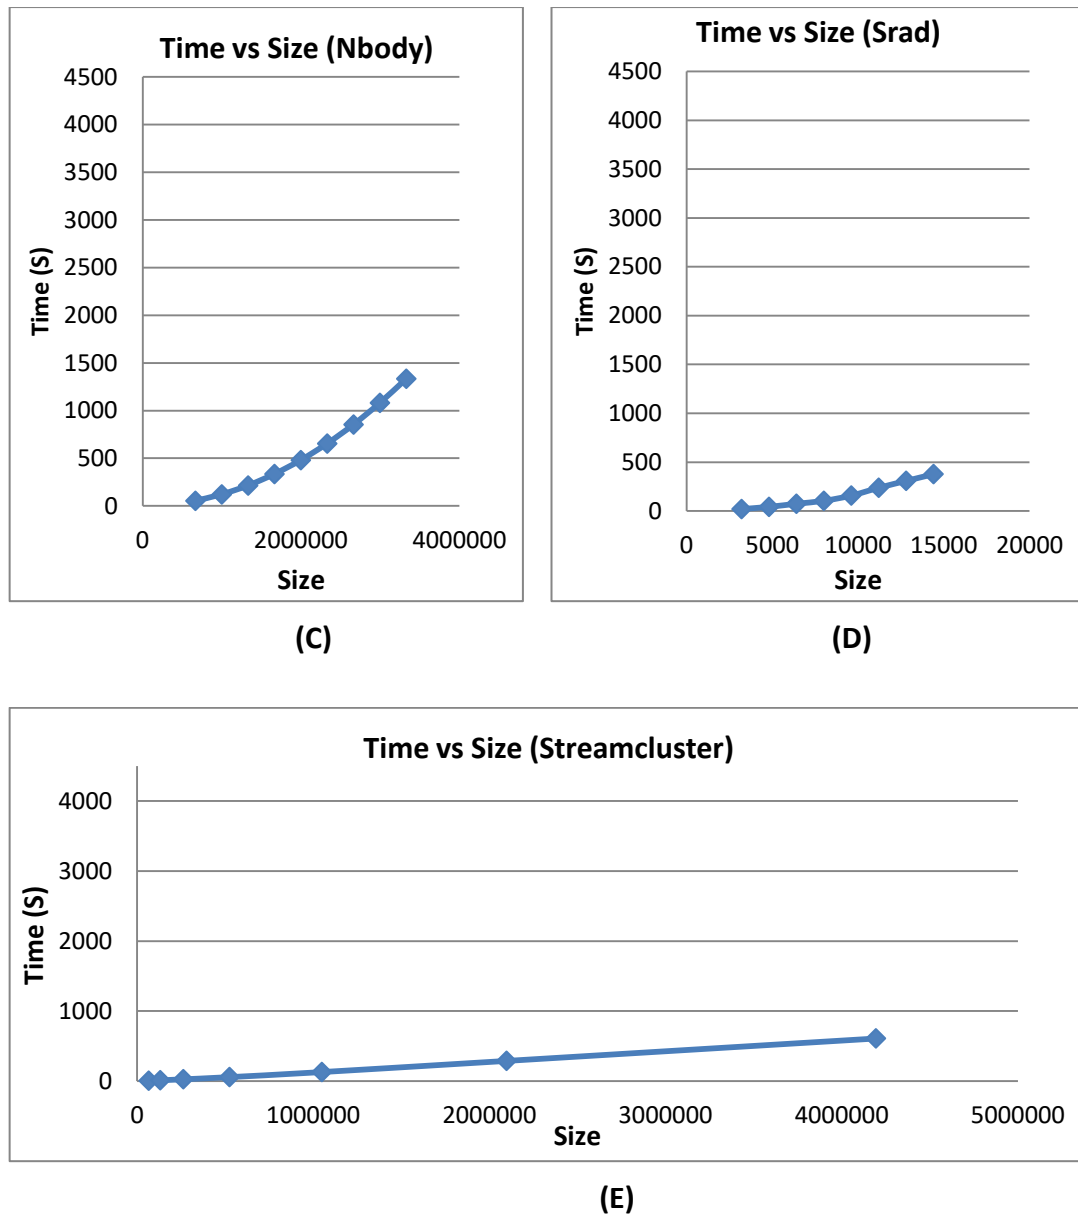 Time vs Size (Nbody)
4500
4000
3500
3000
2500
2000
1500
1000
500
0
Time (S)
0 2000000 4000000
Size
(C)
Time vs Size (Srad)
4500
4000
3500
3000
2500
2000
1500
1000
500
0
Time (S)
0 5000 10000 15000 20000
Size
(D)
Time vs Size (Streamcluster)
4000
3000
2000
1000
0
Time (S)
0 1000000 2000000 3000000 4000000 5000000
Size
(E)